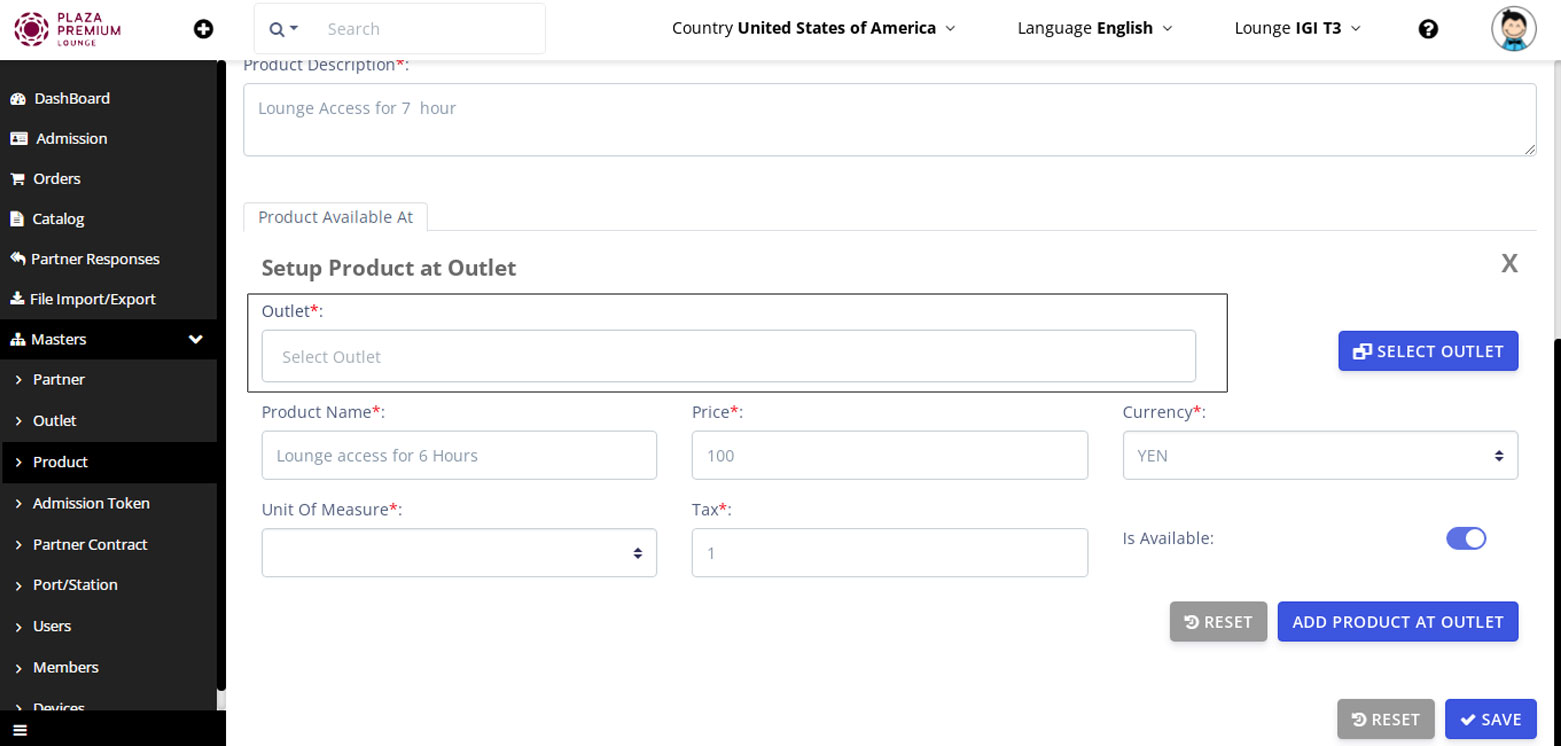 PLAZA
PREMIUM
LOUNGE
Search
Country United States of America
Language English
Lounge IGI T3
DashBoard
Admission
Orders
Catalog
Partner Responses
File Import/Export
Masters
Partner
Outlet
Product
Admission Token
Partner Contract
Port/Station
Users
Members
Devices
Product Description*:
Lounge Access for 7  hour
Product Available At
Setup Product at Outlet
X
Outlet*:
Select Outlet
SELECT OUTLET
Product Name*:
Price*:
Currency*:
Lounge access for 6 Hours
100
YEN
Unit Of Measure*:
Tax*:
Is Available:
1
RESET
ADD PRODUCT AT OUTLET
RESET
SAVE